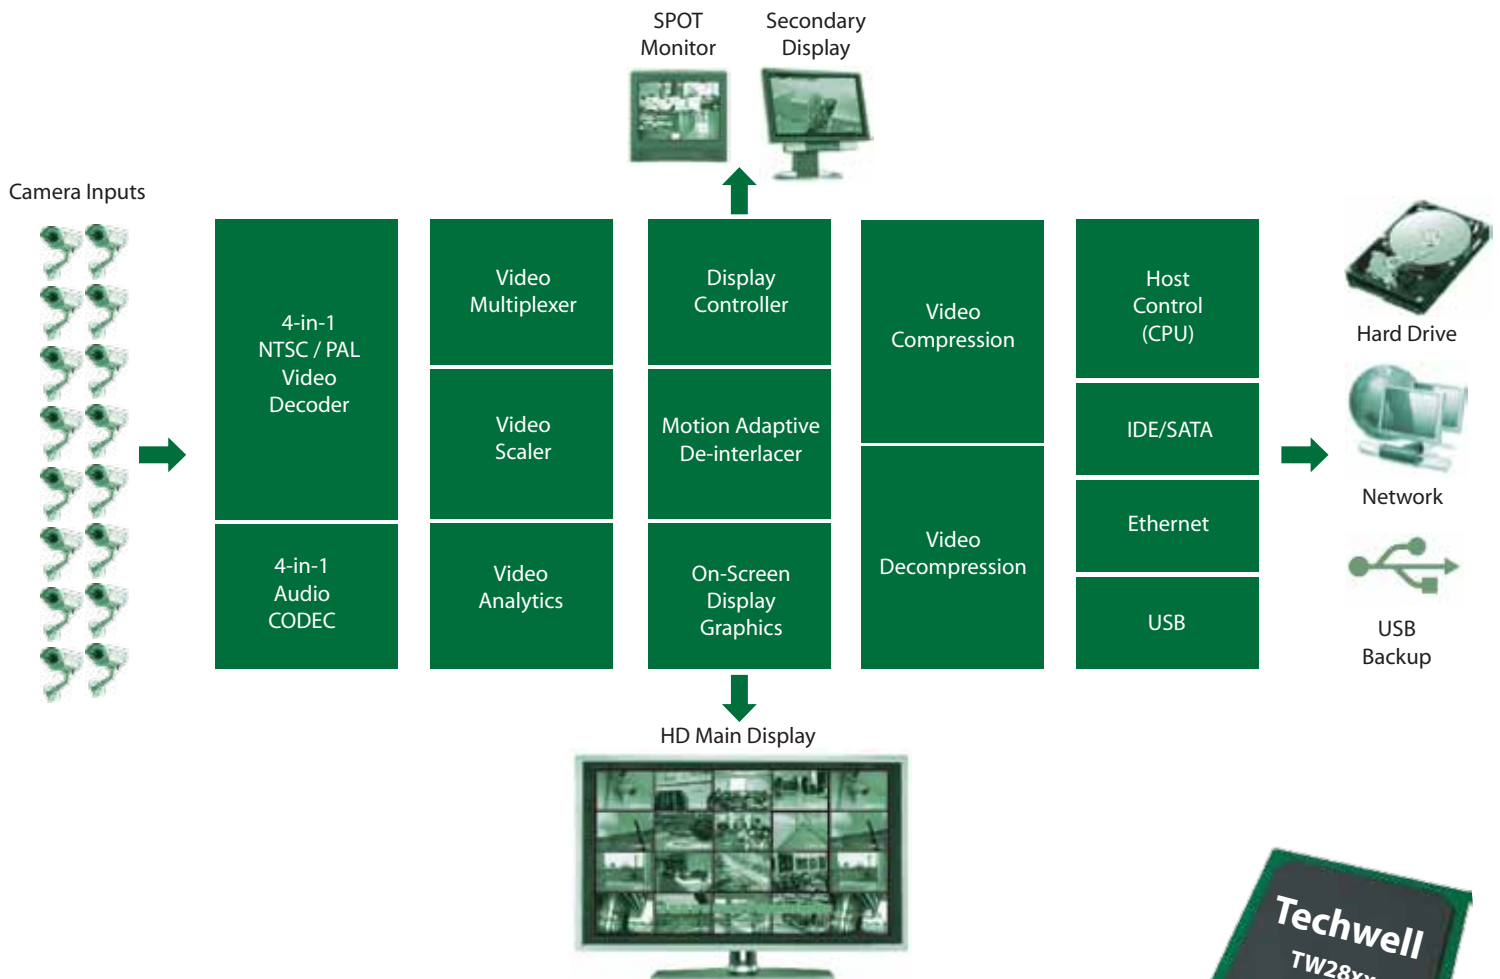 SPOT
Monitor
Secondary
Display
Camera Inputs
4-in-1
NTSC / PAL
Video
Decoder
4-in-1
Audio
CODEC
Video
Multiplexer
Video
Scaler
Video
Analytics
Display
Controller
Motion Adaptive
De-interlacer
On-Screen
Display
Graphics
Video
Compression
Video
Decompression
Host
Control
(CPU)
IDE/SATA
Ethernet
USB
Hard Drive
Network
USB
Backup
HD Main Display
Techwell
TW28xx